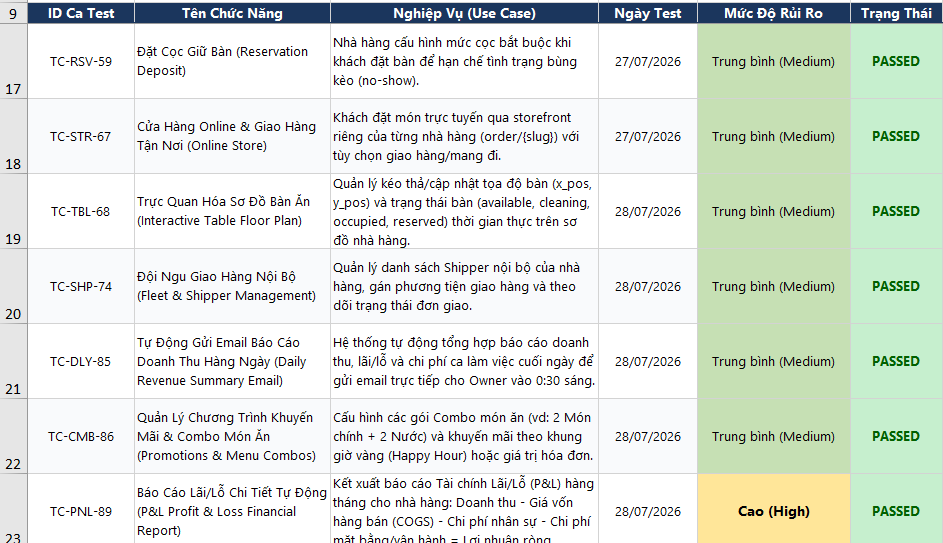 9 ID Ca Test Tên Chức Năng Nghiệp Vụ (Use Case) Ngày Test Mức Độ Rủi Ro Trạng Thái
17
TC-RSV-59
Đặt Cọc Giữ Bàn (Reservation
Deposit)
Nhà hàng cấu hình mức cọc bắt buộc khi
khách đặt bàn để hạn chế tình trạng bùng
kèo (no-show).
27/07/2026
Trung bình (Medium)
PASSED
18
TC-STR-67
Cửa Hàng Online & Giao Hàng
Tận Nơi (Online Store)
Khách đặt món trực tuyến qua storefront
riêng của từng nhà hàng (order/{slug}) với
tùy chọn giao hàng/mang đi.
27/07/2026
Trung bình (Medium)
PASSED
19
TC-TBL-68
Trực Quan Hóa Sơ Đồ Bàn Ăn
(Interactive Table Floor Plan)
Quản lý kéo thả/cập nhật tọa độ bàn (x_pos,
y_pos) và trạng thái bàn (available, cleaning,
occupied, reserved) thời gian thực trên sơ
đồ nhà hàng.
28/07/2026
Trung bình (Medium)
PASSED
20
TC-SHP-74
Đội Ngu Giao Hàng Nội Bộ
(Fleet & Shipper Management)
Quản lý danh sách Shipper nội bộ của nhà
hàng, gán phương tiện giao hàng và theo
dõi trạng thái đơn giao.
28/07/2026
Trung bình (Medium)
PASSED
21
TC-DLY-85
Tự Động Gửi Email Báo Cáo
Doanh Thu Hàng Ngày (Daily
Revenue Summary Email)
Hệ thống tự động tổng hợp báo cáo doanh
thu, lãi/lỗ và chi phí ca làm việc cuối ngày để
gửi email trực tiếp cho Owner vào 0:30 sáng.
28/07/2026
Trung bình (Medium)
PASSED
22
TC-CMB-86
Quản Lý Chương Trình Khuyến
Mãi & Combo Món Ăn
(Promotions & Menu Combos)
Cấu hình các gói Combo món ăn (vd: 2 Món
chính + 2 Nước) và khuyến mãi theo khung
giờ vàng (Happy Hour) hoặc giá trị hóa đơn.
28/07/2026
Trung bình (Medium)
PASSED
23
TC-PNL-89
Báo Cáo Lãi/Lỗ Chi Tiết Tự Động
(P&L Profit & Loss Financial
Report)
Kết xuất báo cáo Tài chính Lãi/Lỗ (P&L) hàng
tháng cho nhà hàng: Doanh thu - Giá vốn
hàng bán (COGS) - Chi phí nhân sự - Chi phí
mặt bằng/vận hành = Lợi nhuận ròng
28/07/2026
Cao (High)
PASSED